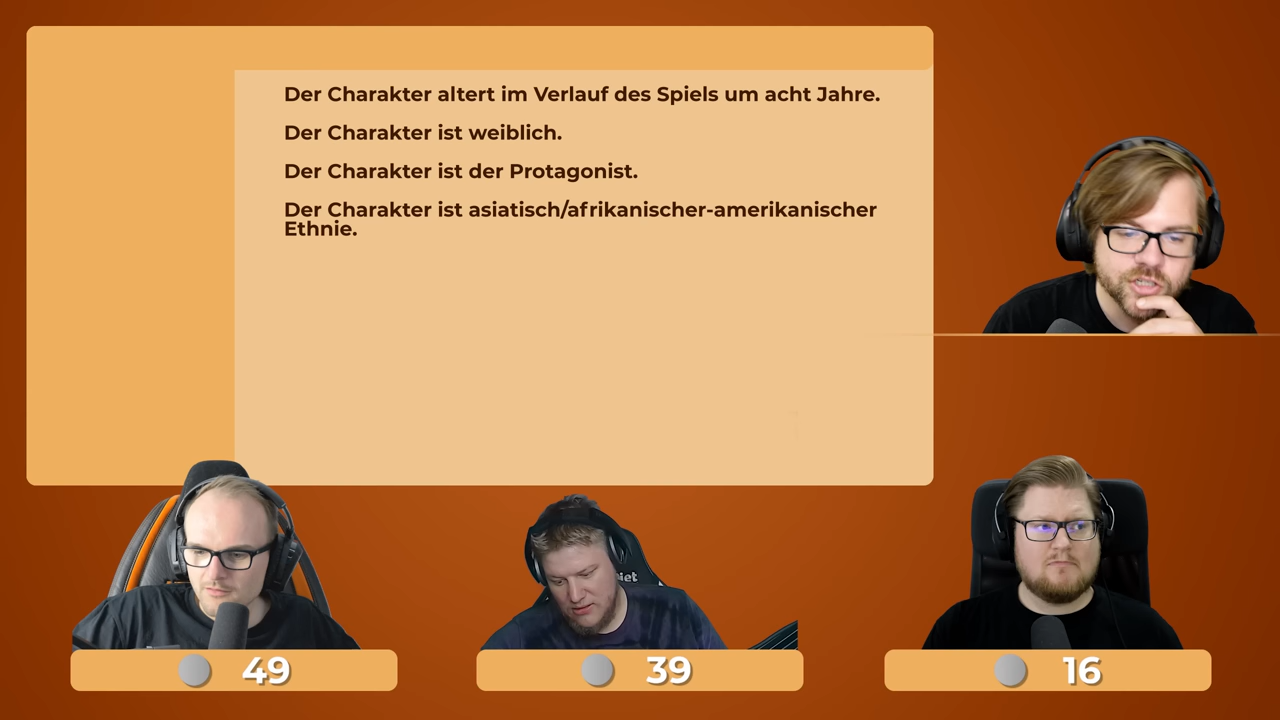 Der Charakter altert im Verlauf des Spiels um acht Jahre.
Der Charakter ist weiblich.
Der Charakter ist der Protagonist.
Der Charakter ist asiatisch/afrikanischer-amerikanischer
Ethnie.
49
39
16